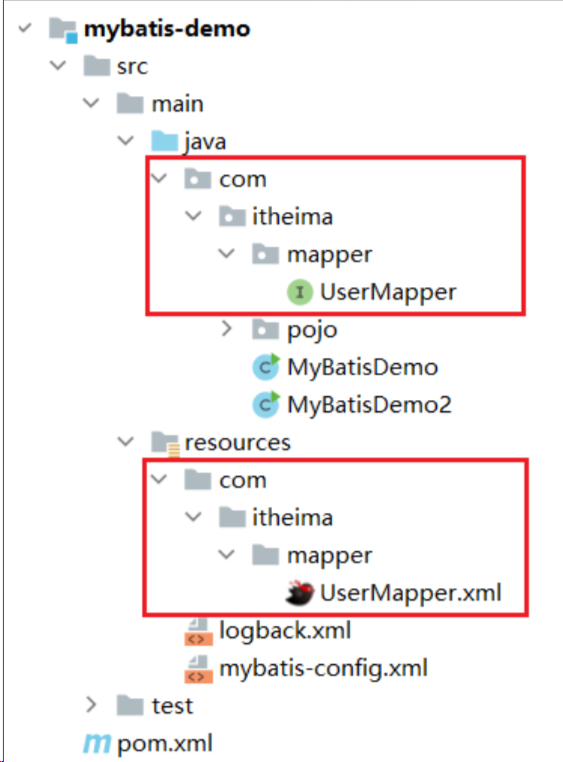 mybatis-demo
src
main
java
com
itheima
mapper
I UserMapper
pojo
C MyBatisDemo
C MyBatisDemo2
resources
com
itheima
mapper
UserMapper.xml
<> logback.xml
<> mybatis-config.xml
test
m pom.xml